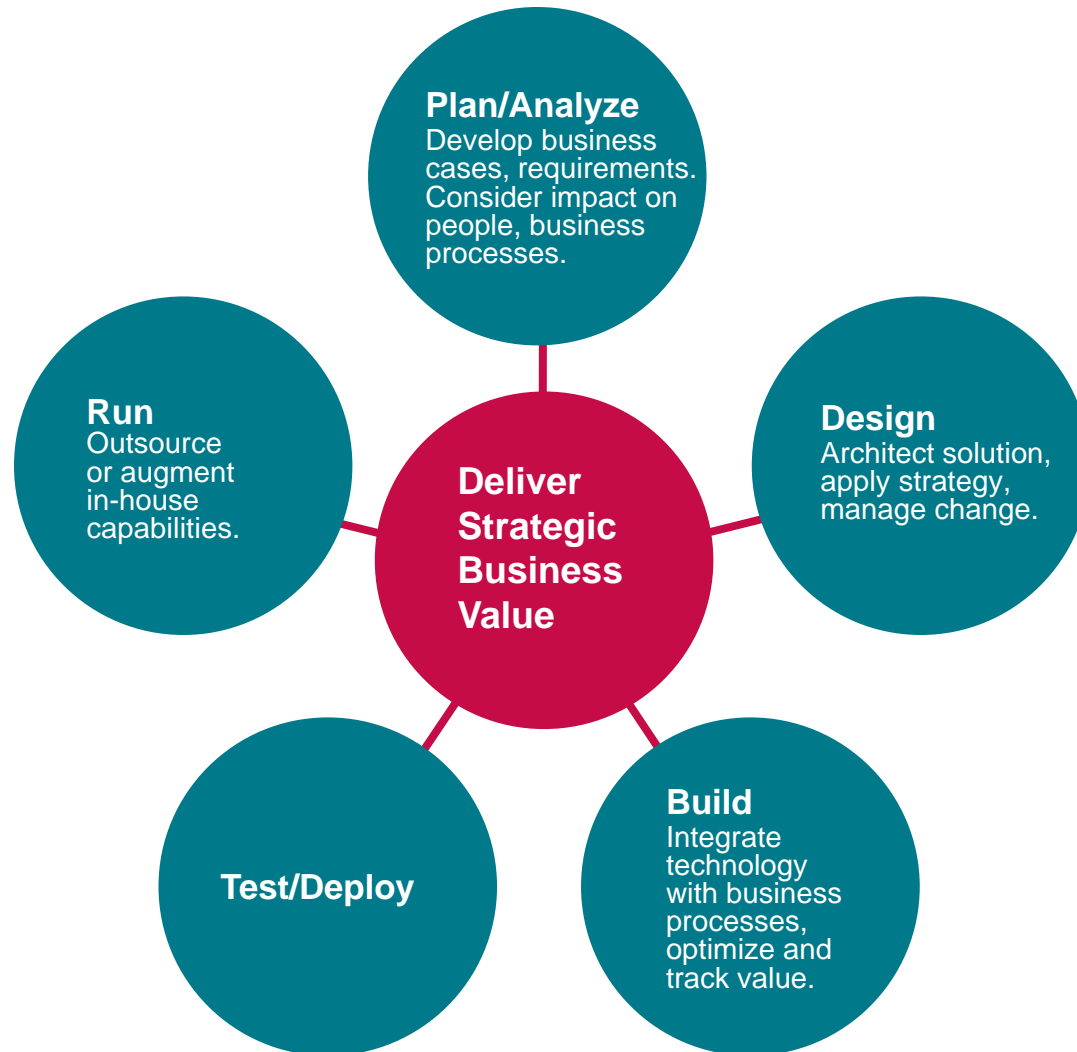 Plan/Analyze
Develop business
cases, requirements.
Consider impact on
people, business
processes.
Run
Outsource
or augment
in-house
capabilities.
Design
Architect solution,
apply strategy,
manage change.
Deliver
Strategic
Business
Value
Test/Deploy
Build
Integrate
technology
with business
processes,
optimize and
track value.